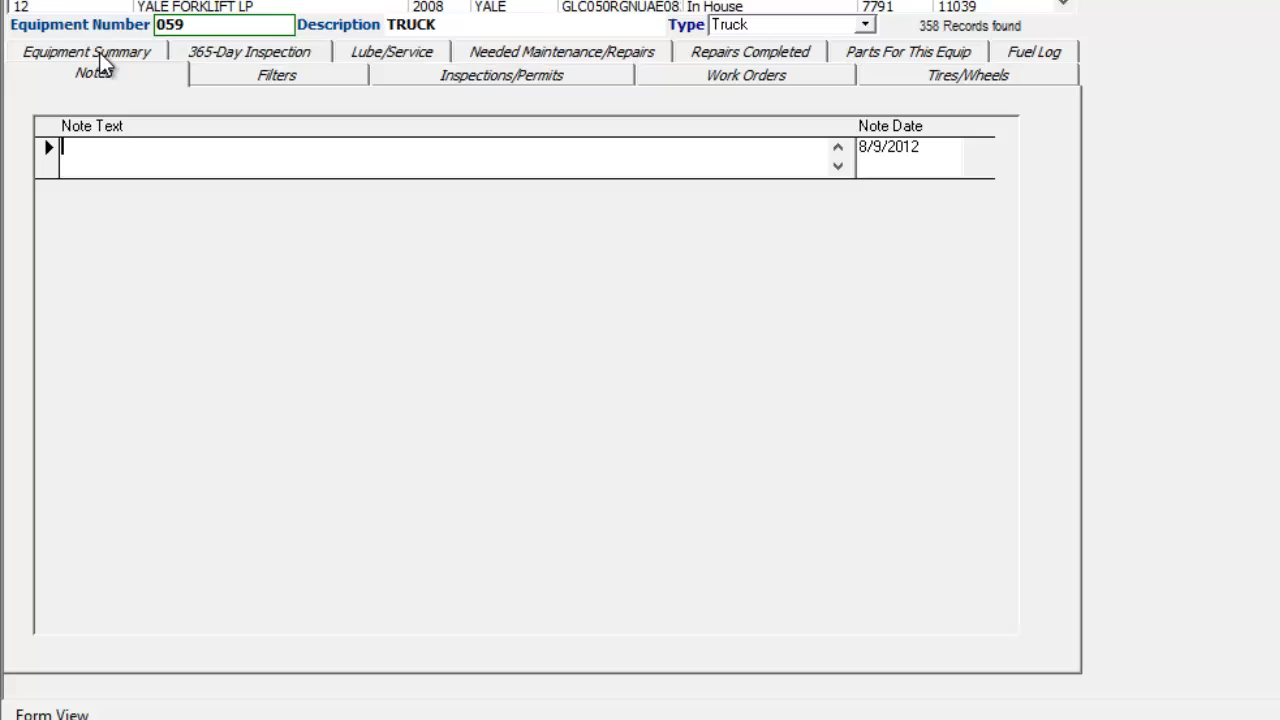 12 YALE FORKLIFT LP 2008 YALE GLC050RGNUAE08 In House 7791 11039
Equipment Number 059 Description TRUCK Type Truck 358 Records found
Equipment Summary 365-Day Inspection Lube/Service Needed Maintenance/Repairs Repairs Completed Parts For This Equip Fuel Log
Notes Filters Inspections/Permits Work Orders Tires/Wheels
Note Text Note Date
8/9/2012
Form View